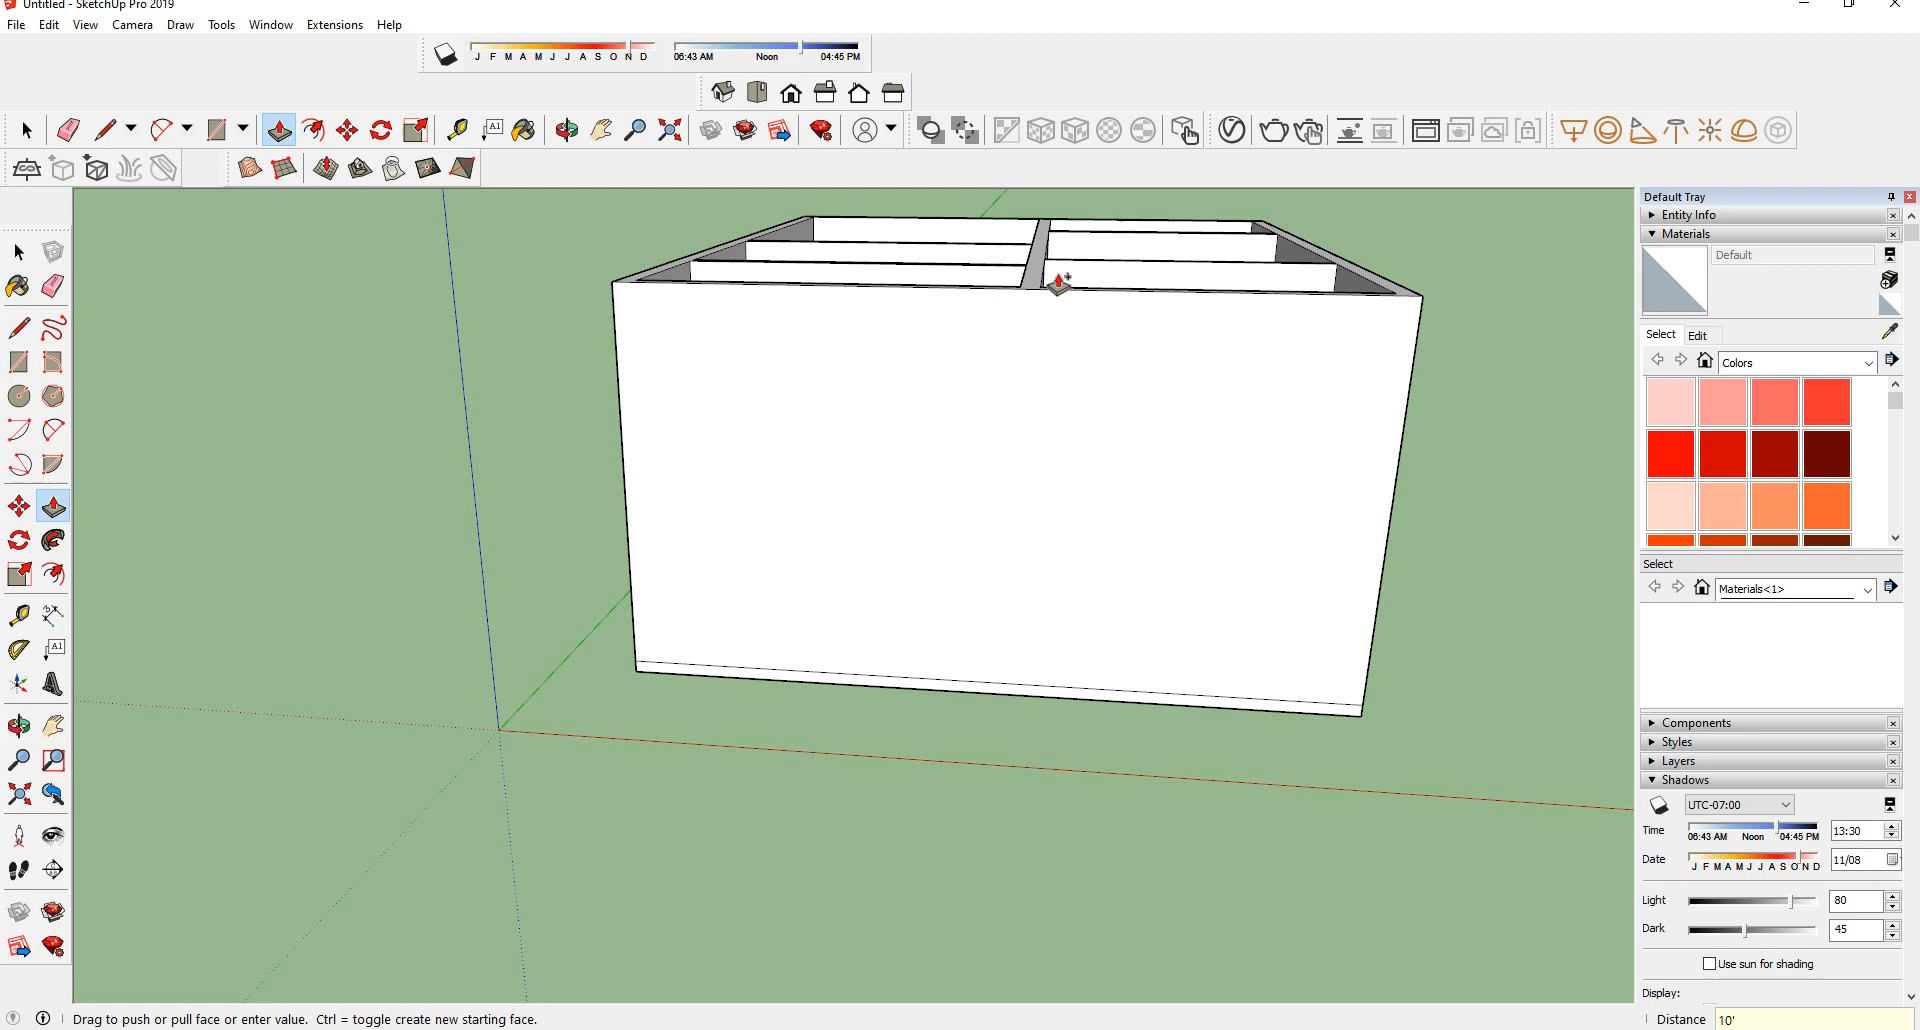 Untitled - SketchUp Pro 2019
File Edit View Camera Draw Tools Window Extensions Help
J F M A M J J A S O N D
06:43 AM Noon 04:45 PM
A1
Default Tray
Entity Info
Materials
Default
Select Edit
Colors
Select
Materials<1>
A1
Components
Styles
Layers
Shadows
UTC-07:00
Time 06:43 AM Noon 04:45 PM 13:30
Date J F M A M J J A S O N D 11/08
Light 80
Dark 45
Use sun for shading
Display:
Drag to push or pull face or enter value. Ctrl = toggle create new starting face.
Distance 10'